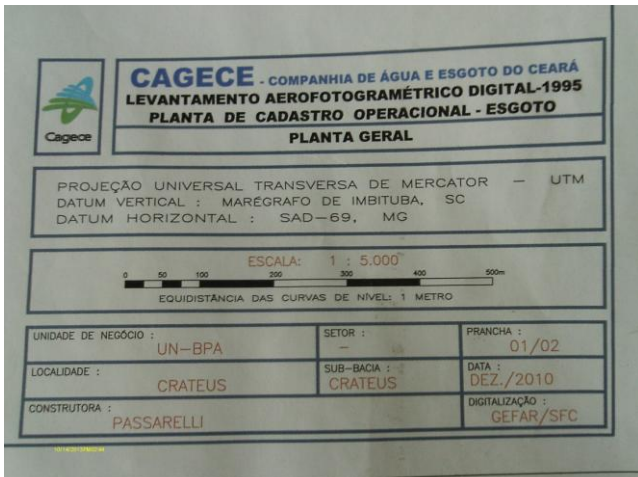 CAGECE - COMPANHIA DE ÁGUA E ESGOTO DO CEARÁ
LEVANTAMENTO AEROFOTOGRAMÉTRICO DIGITAL-1995
PLANTA DE CADASTRO OPERACIONAL - ESGOTO
Cagece
PLANTA GERAL
PROJEÇÃO UNIVERSAL TRANSVERSA DE MERCATOR — UTM
DATUM VERTICAL : MARÉGRAFO DE IMBITUBA, SC
DATUM HORIZONTAL : SAD-69, MG
ESCALA: 1 : 5.000
0 50 100 200 300 400 500m
EQUIDISTÂNCIA DAS CURVAS DE NÍVEL: 1 METRO
UNIDADE DE NEGÓCIO : SETOR : PRANCHA :
UN-BPA - 01/02
LOCALIDADE : SUB-BACIA : DATA :
CRATEUS CRATEUS DEZ./2010
CONSTRUTORA : DIGITALIZAÇÃO :
PASSARELLI GEFAR/SFC